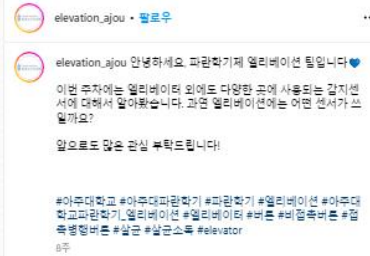 elevation_ajou • 팔로우
elevation_ajou 안녕하세요, 파란학기제 엘리베이션 팀입니다💙
이번 주차에는 엘리베이터 외에도 다양한 곳에 사용되는 감지센
서에 대해서 알아봤습니다. 과연 엘리베이션에는 어떤 센서가 쓰
일까요?
앞으로도 많은 관심 부탁드립니다!
#아주대학교 #아주대파란학기 #파란학기 #엘리베이션 #아주대
학교파란학기_엘리베이션 #엘리베이터 #버튼 #비접촉버튼 #접
촉병행버튼 #살균 #살균소독 #elevator
8주